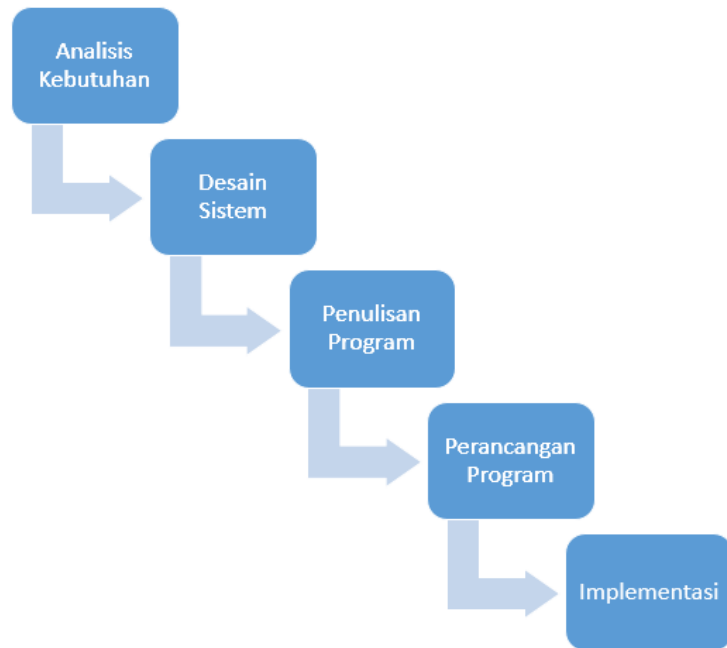 Analisis
Kebutuhan
Desain
Sistem
Penulisan
Program
Perancangan
Program
Implementasi